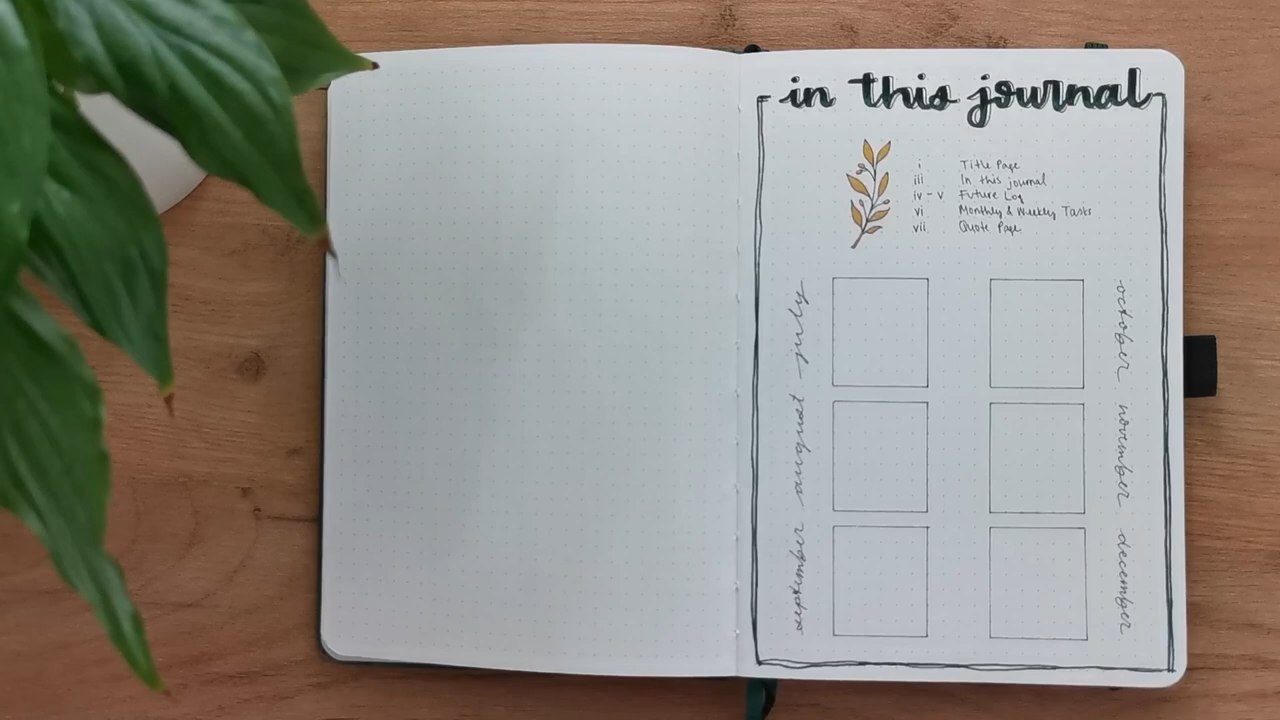 in this journal
i Title Page
iii In this journal
iv - v Future Log
vi Monthly & Weekly Tasks
vii Quote Page
july
august
september
october
november
december